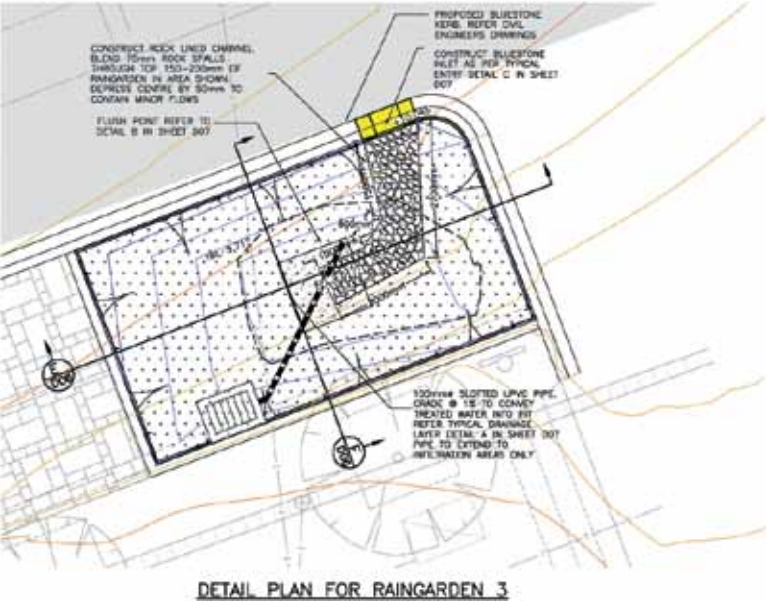 PROPOSED BLUESTONE
KERB. REFER CIVIL
ENGINEERS DRAWINGS
CONSTRUCT BLUESTONE
INLET AS PER TYPICAL
ENTRY DETAIL C IN SHEET
007
CONSTRUCT ROCK LINED CHANNEL
BLEND 75mm ROCK SPALLS
THROUGH TOP 150-200mm OF
RAINGARDEN IN AREA SHOWN.
DEPRESS CENTRE BY 50mm TO
CONTAIN MINOR FLOWS
FLUSH POINT REFER TO
DETAIL B IN SHEET 007
100mmø SLOTTED UPVC PIPE.
GRADE @ TO CONVEY
TREATED WATER INTO PIT
REFER TYPICAL DRAINAGE
LAYER DETAIL A IN SHEET 007
PIPE TO EXTEND TO
INFILTRATION AREAS ONLY
DETAIL PLAN FOR RAINGARDEN 3